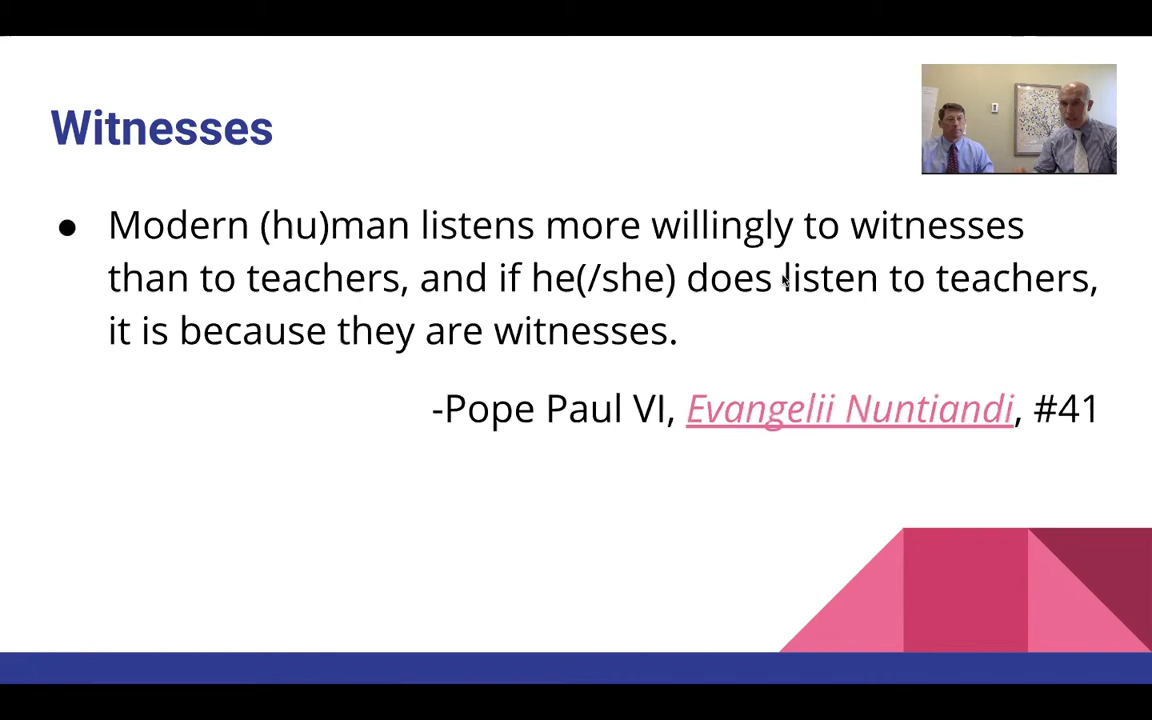 Witnesses
● Modern (hu)man listens more willingly to witnesses
than to teachers, and if he(/she) does listen to teachers,
it is because they are witnesses.
-Pope Paul VI, Evangelii Nuntiandi, #41